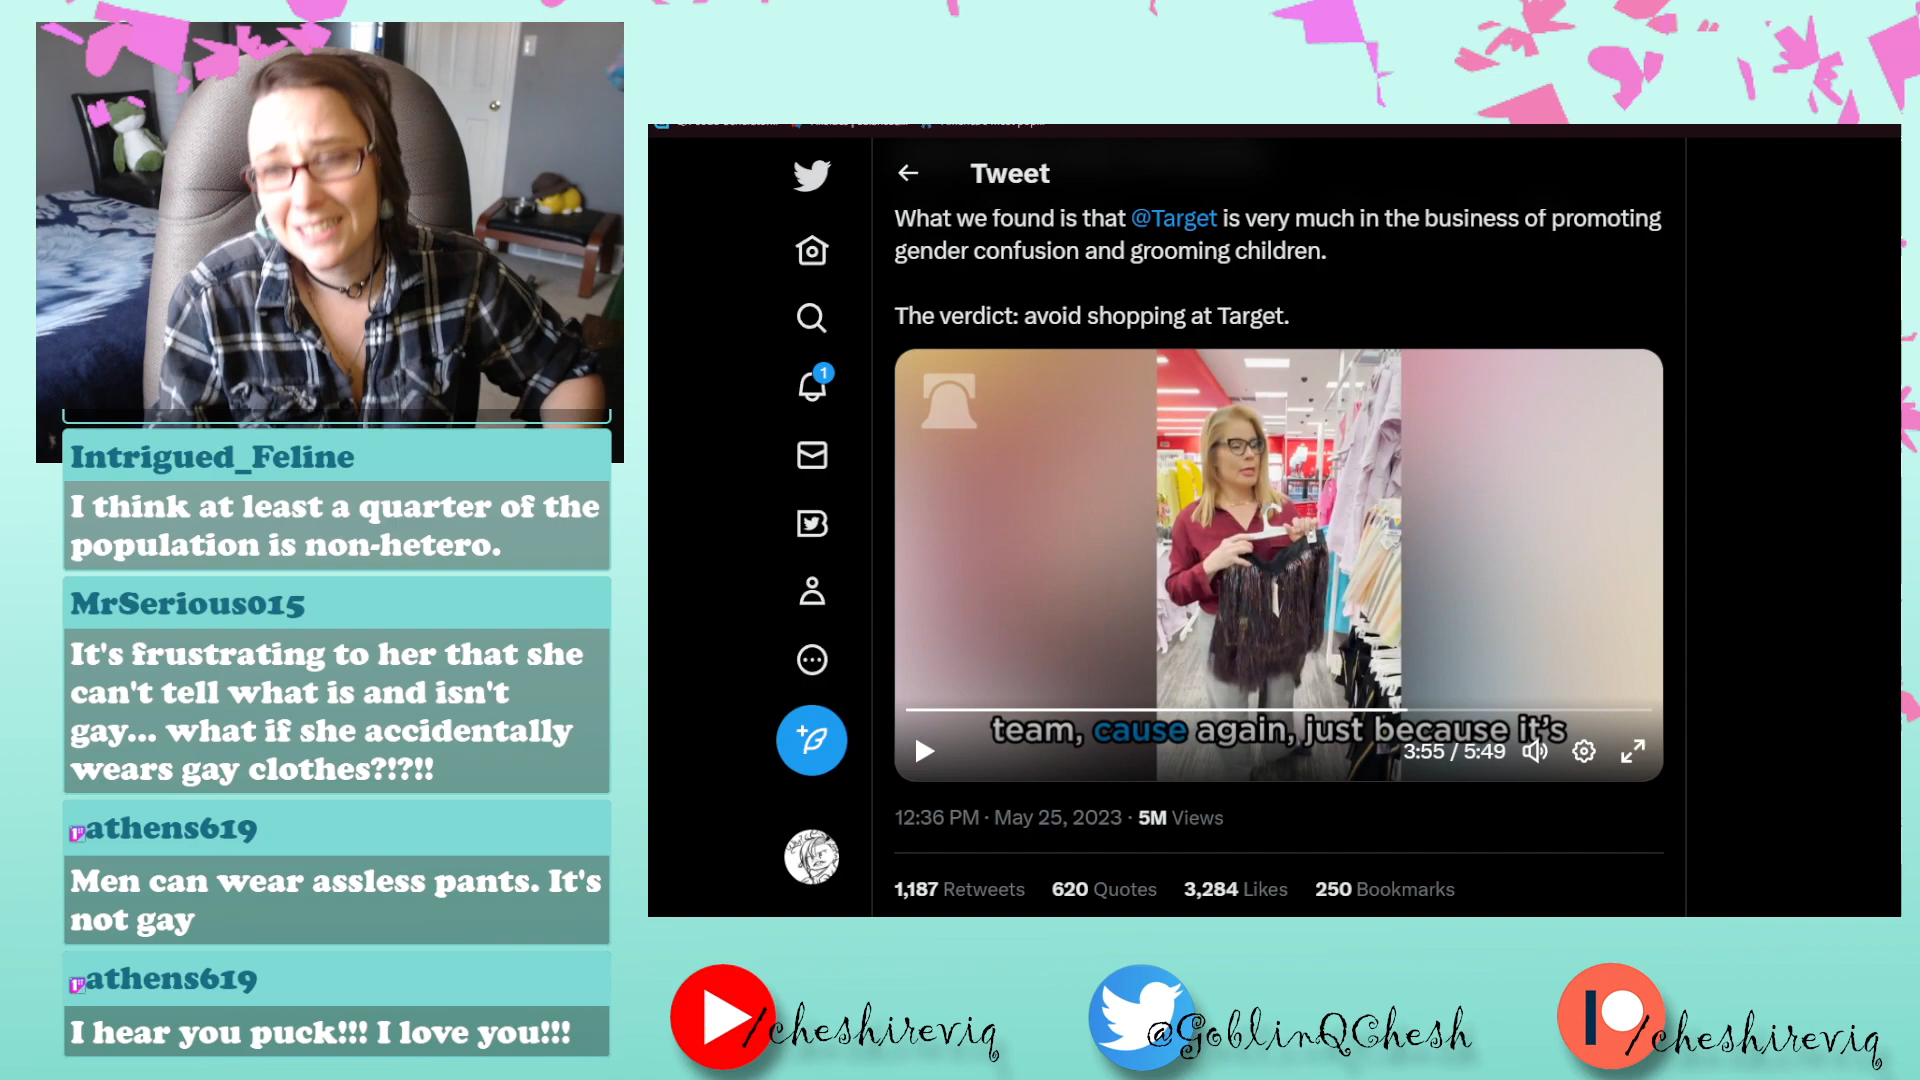 Tweet
What we found is that @Target is very much in the business of promoting
gender confusion and grooming children.
The verdict: avoid shopping at Target.
team, cause again, just because it's
3:55 / 5:49
12:36 PM · May 25, 2023 · 5M Views
1,187 Retweets 620 Quotes 3,284 Likes 250 Bookmarks
1
Intrigued_Feline
I think at least a quarter of the
population is non-hetero.
MrSerious015
It's frustrating to her that she
can't tell what is and isn't
gay... what if she accidentally
wears gay clothes?!?!!
1st
athens619
Men can wear assless pants. It's
not gay
1st
athens619
I hear you puck!!! I love you!!!
/cheshireviq
@GoblinQChesh
/cheshireviq